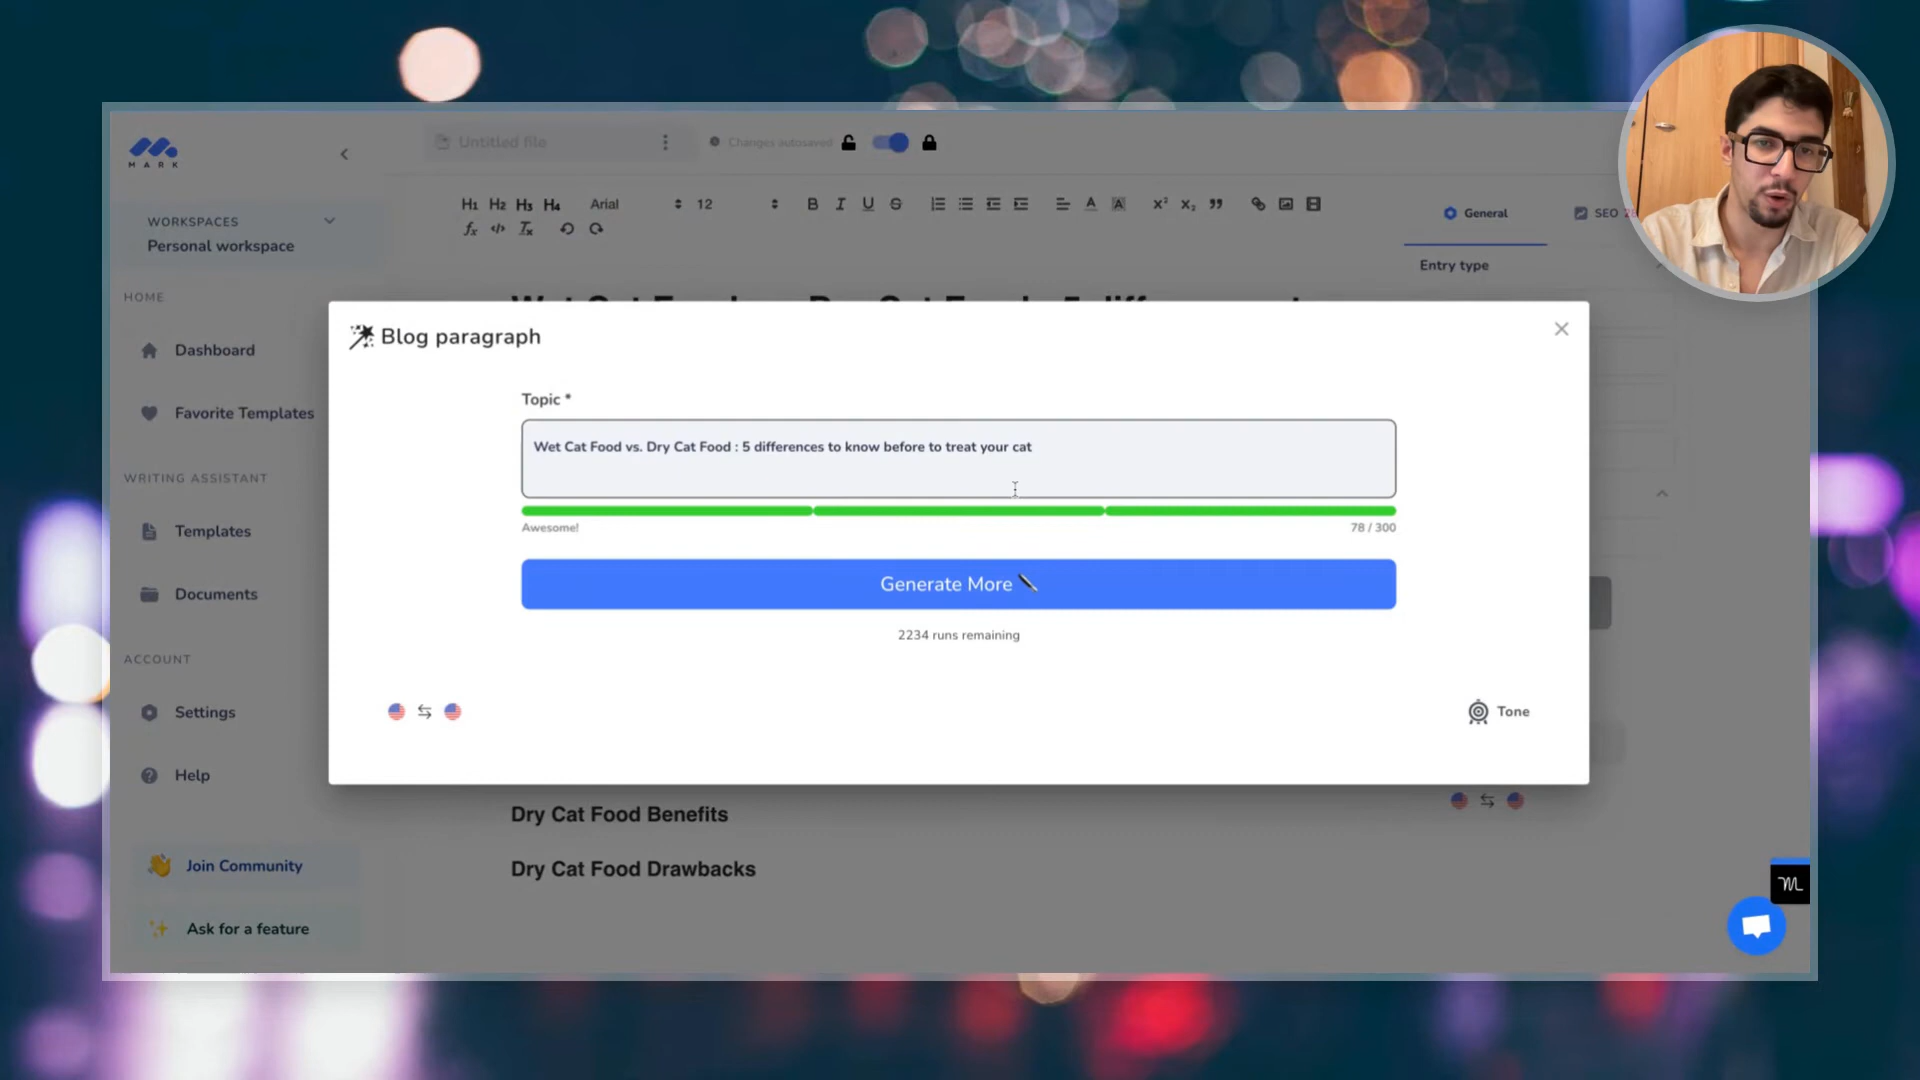 MARK
Untitled file
Changes autosaved
WORKSPACES
Personal workspace
H1 H2 H3 H4 Arial 12 B I U S
General
SEO
Entry type
HOME
Dashboard
Favorite Templates
WRITING ASSISTANT
Templates
Documents
ACCOUNT
Settings
Help
Join Community
Ask for a feature
Blog paragraph
Topic *
Wet Cat Food vs. Dry Cat Food : 5 differences to know before to treat your cat
Awesome!
78 / 300
Generate More
2234 runs remaining
Tone
Dry Cat Food Benefits
Dry Cat Food Drawbacks